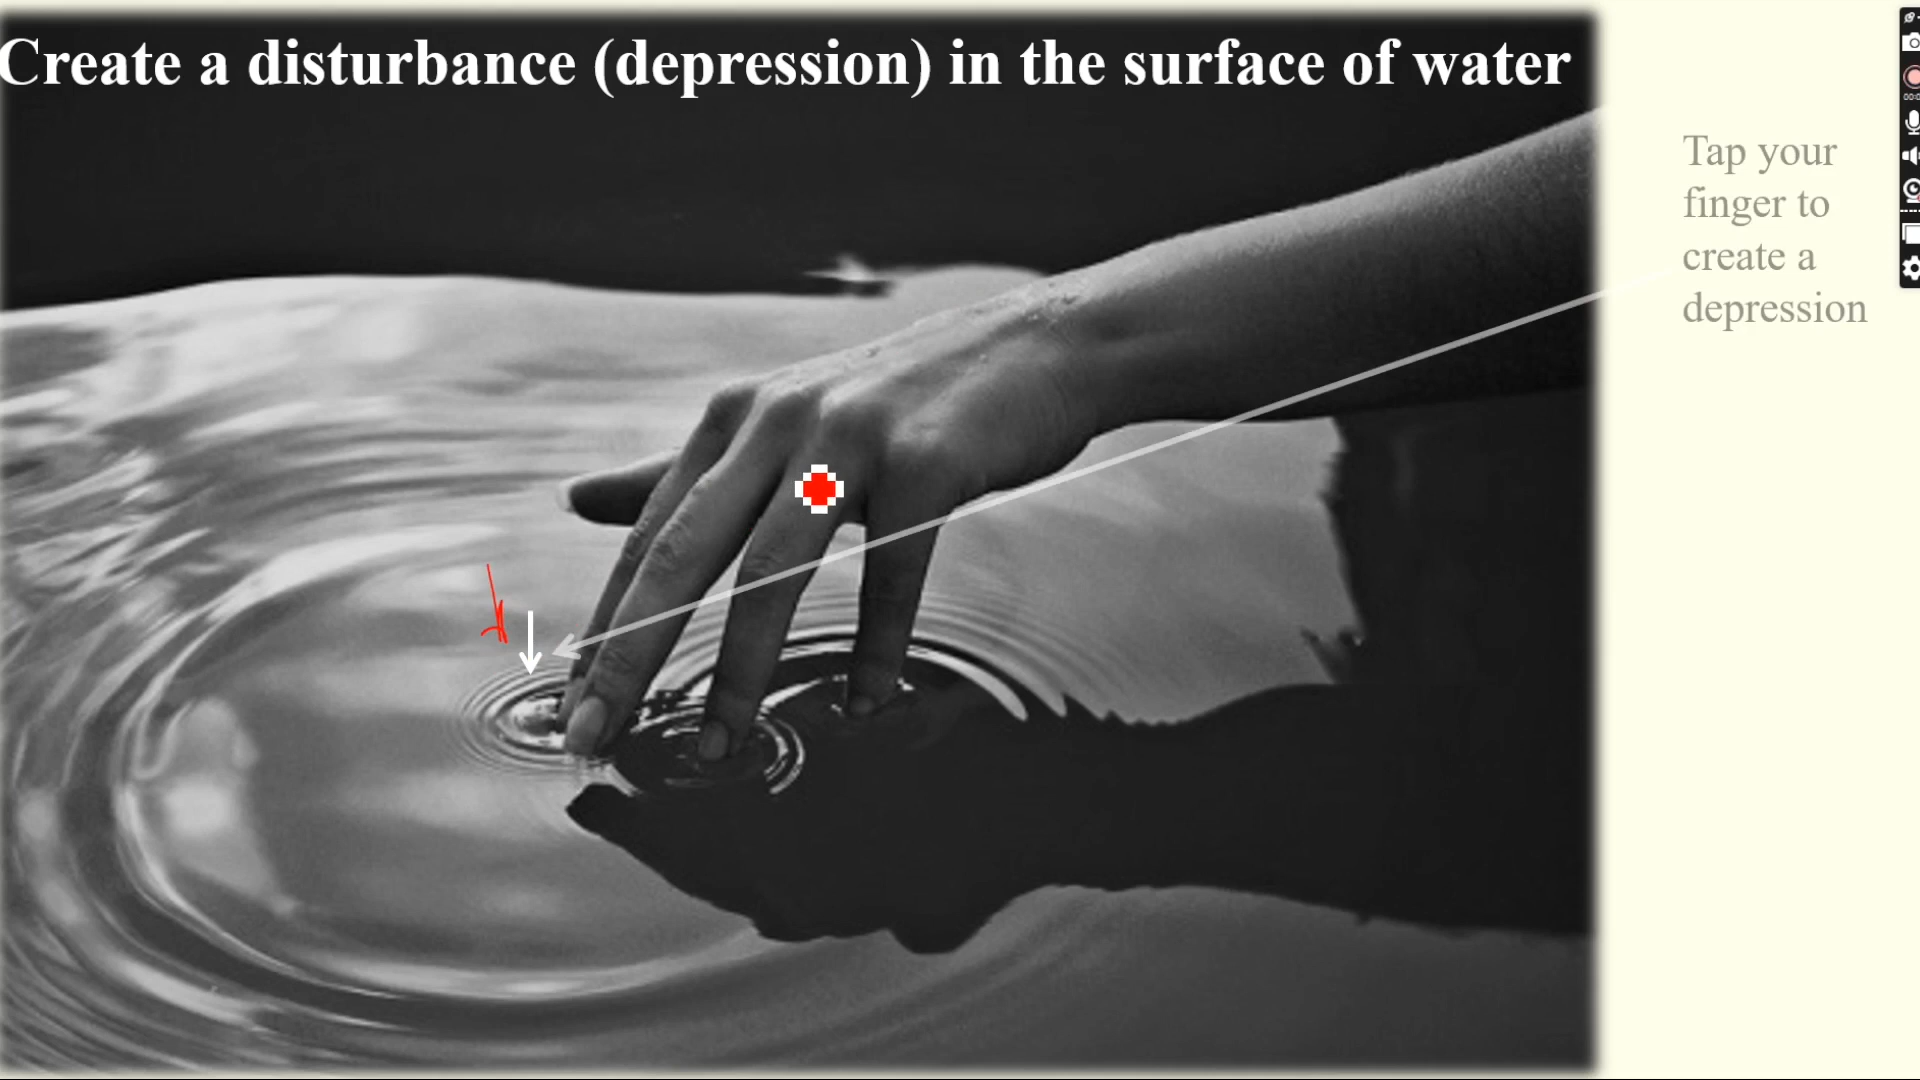 Create a disturbance (depression) in the surface of water
Tap your
finger to
create a
depression